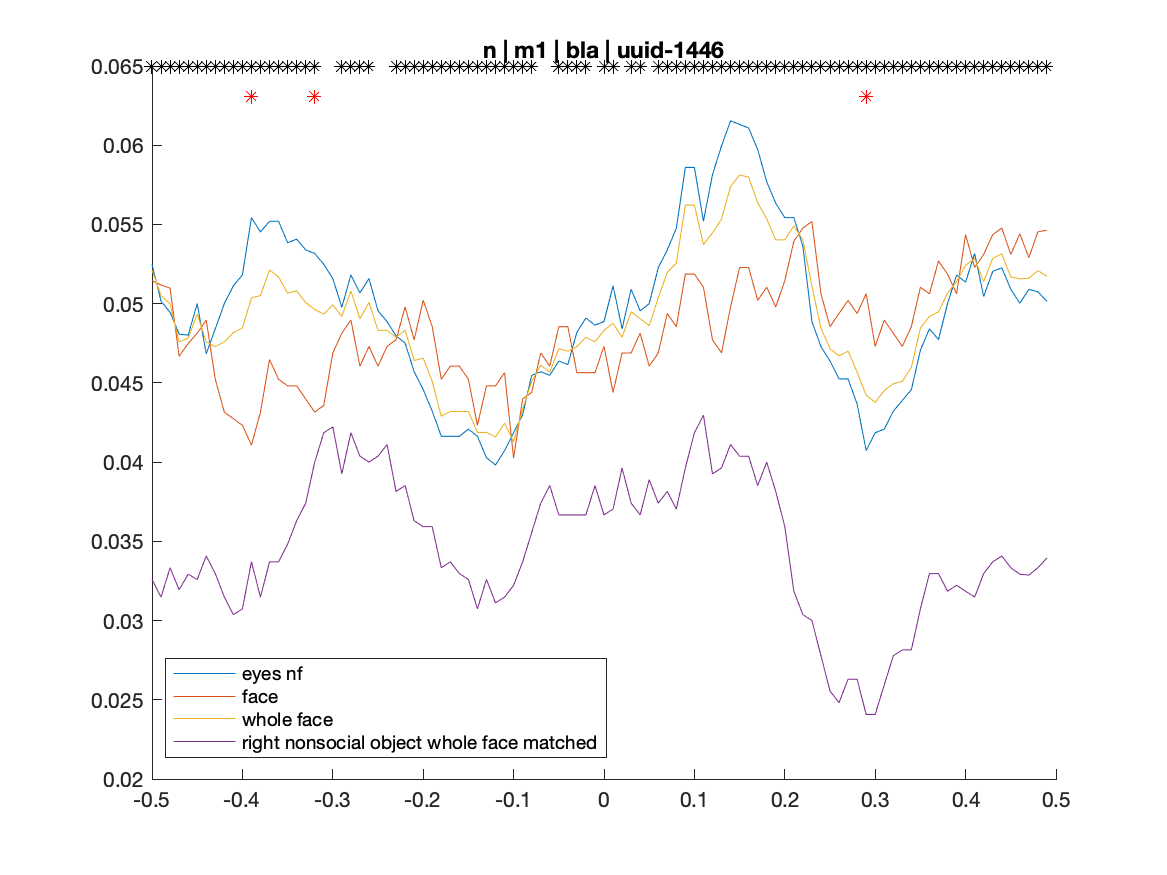 n | m1 | bla | uuid-1446
0.065
0.06
0.055
0.05
0.045
0.04
0.035
0.03
0.025
0.02
eyes nf
face
whole face
right nonsocial object whole face matched
-0.5 -0.4 -0.3 -0.2 -0.1 0 0.1 0.2 0.3 0.4 0.5